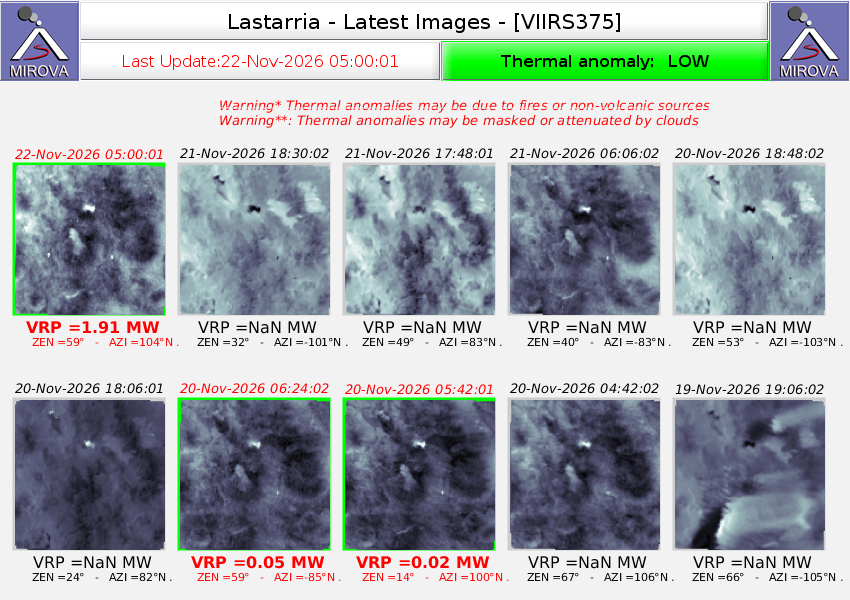 Lastarria - Latest Images - [VIIRS375]
MIROVA
Last Update:22-Nov-2026 05:00:01
Thermal anomaly: LOW
MIROVA
Warning* Thermal anomalies may be due to fires or non-volcanic sources
Warning**: Thermal anomalies may be masked or attenuated by clouds
22-Nov-2026 05:00:01
21-Nov-2026 18:30:02
21-Nov-2026 17:48:01
21-Nov-2026 06:06:02
20-Nov-2026 18:48:02
VRP =1.91 MW
VRP =NaN MW
VRP =NaN MW
VRP =NaN MW
VRP =NaN MW
ZEN =59° - AZI =104°N .
ZEN =32° - AZI =-101°N .
ZEN =49° - AZI =83°N .
ZEN =40° - AZI =-83°N .
ZEN =53° - AZI =-103°N .
20-Nov-2026 18:06:01
20-Nov-2026 06:24:02
20-Nov-2026 05:42:01
20-Nov-2026 04:42:02
19-Nov-2026 19:06:02
VRP =NaN MW
VRP =0.05 MW
VRP =0.02 MW
VRP =NaN MW
VRP =NaN MW
ZEN =24° - AZI =82°N .
ZEN =59° - AZI =-85°N .
ZEN =14° - AZI =100°N .
ZEN =67° - AZI =106°N .
ZEN =66° - AZI =-105°N .